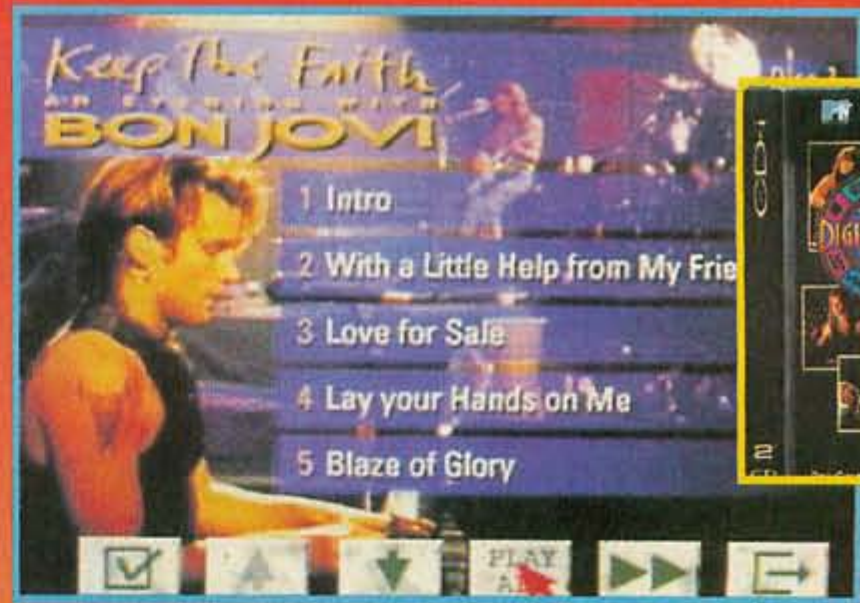 Keep The Faith
AN EVENING WITH
BON JOVI
1 Intro
2 With a Little Help from My Frie
3 Love for Sale
4 Lay your Hands on Me
5 Blaze of Glory
PLAY
2